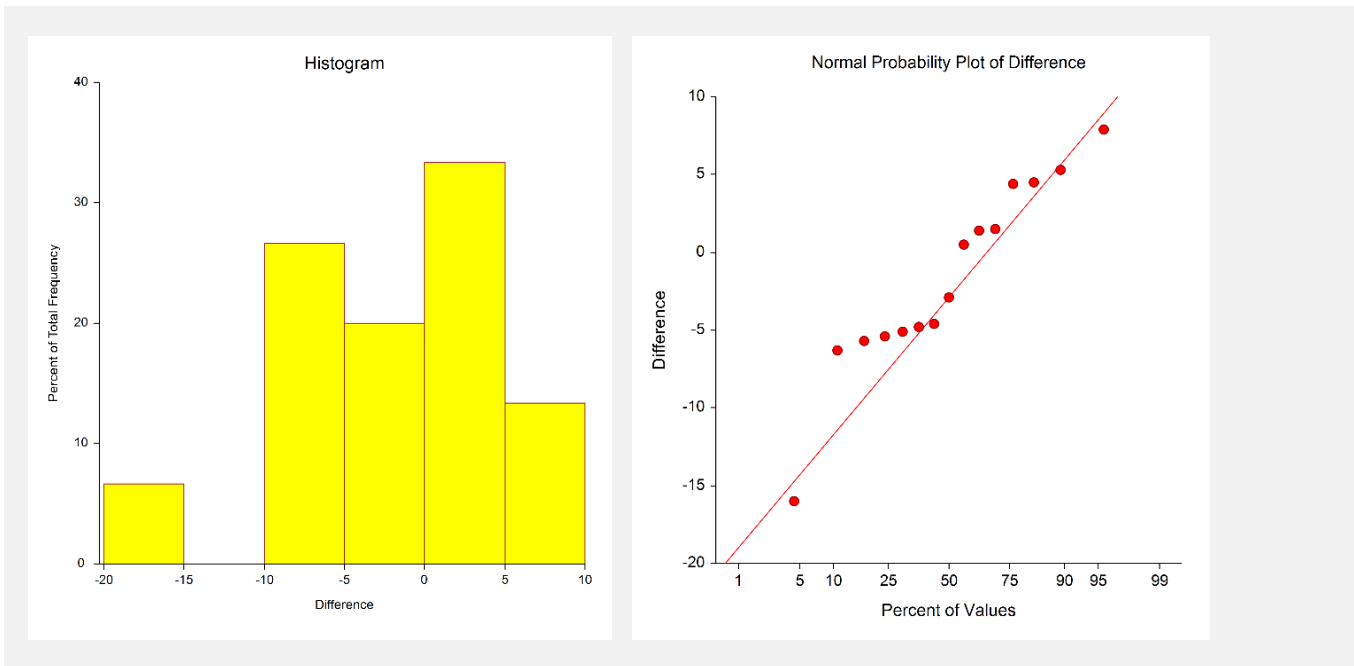 Histogram
40
30
20
10
0
Percent of Total Frequency
-20 -15 -10 -5 0 5 10
Difference
Normal Probability Plot of Difference
10
5
0
-5
-10
-15
-20
Difference
1 5 10 25 50 75 90 95 99
Percent of Values